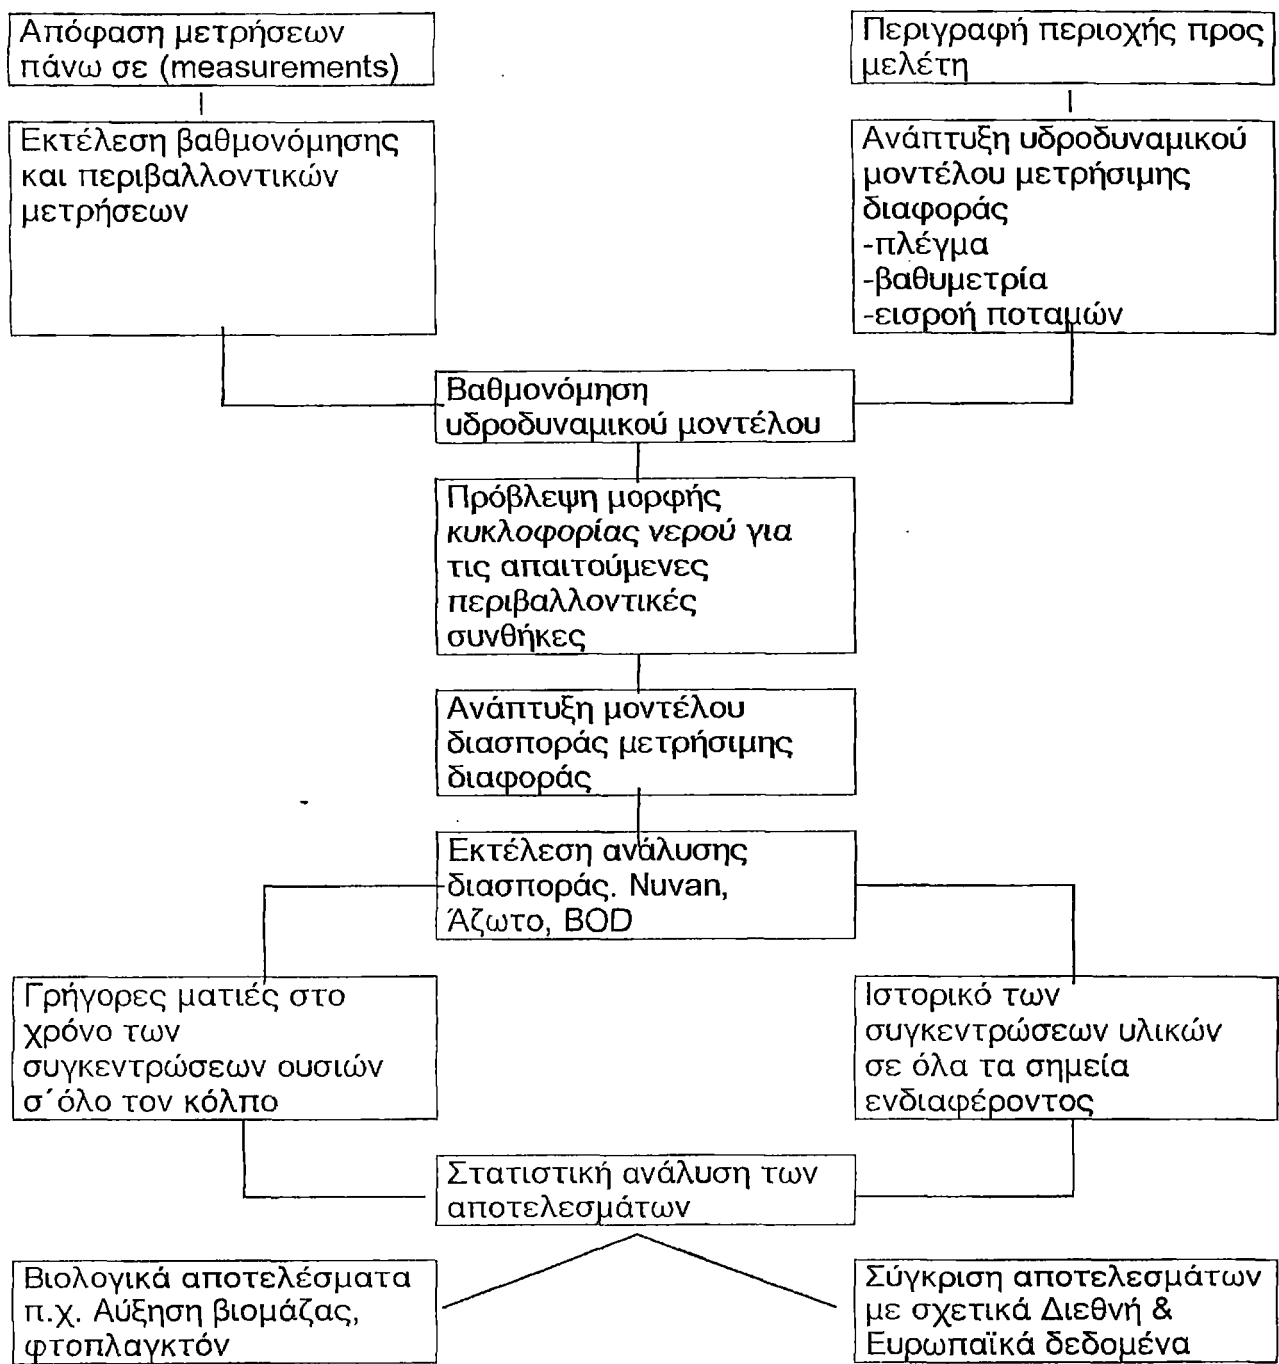 Απόφαση μετρήσεων
πάνω σε (measurements)
Περιγραφή περιοχής προς
μελέτη
Εκτέλεση βαθμονόμησης
και περιβαλλοντικών
μετρήσεων
Ανάπτυξη υδροδυναμικού
μοντέλου μετρήσιμης
διαφοράς
-πλέγμα
-βαθυμετρία
-εισροή ποταμών
Βαθμονόμηση
υδροδυναμικού μοντέλου
Πρόβλεψη μορφής
κυκλοφορίας νερού για
τις απαιτούμενες
περιβαλλοντικές
συνθήκες
Ανάπτυξη μοντέλου
διασποράς μετρήσιμης
διαφοράς
Εκτέλεση ανάλυσης
διασποράς. Nuvan,
Άζωτο, BOD
Γρήγορες ματιές στο
χρόνο των
συγκεντρώσεων ουσιών
σ΄όλο τον κόλπο
Ιστορικό των
συγκεντρώσεων υλικών
σε όλα τα σημεία
ενδιαφέροντος
Στατιστική ανάλυση των
αποτελεσμάτων
Βιολογικά αποτελέσματα
π.χ. Αύξηση βιομάζας,
φτοπλαγκτόν
Σύγκριση αποτελεσμάτων
με σχετικά Διεθνή &
Ευρωπαϊκά δεδομένα